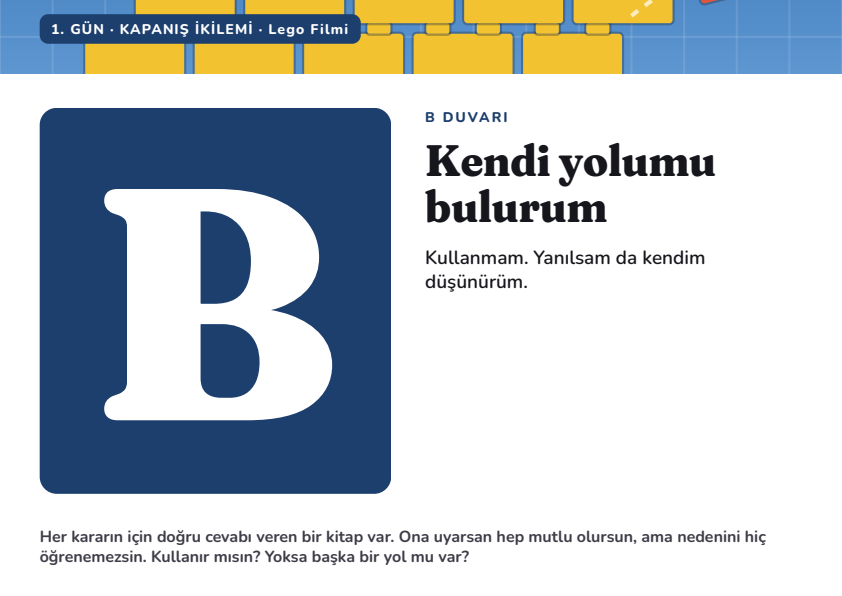 1. GÜN · KAPANIŞ İKİLEMİ · Lego Filmi
B DUVARI
B
Kendi yolumu
bulurum
Kullanmam. Yanılsam da kendim
düşünürüm.
Her kararın için doğru cevabı veren bir kitap var. Ona uyarsan hep mutlu olursun, ama nedenini hiç
öğrenemezsin. Kullanır mısın? Yoksa başka bir yol mu var?